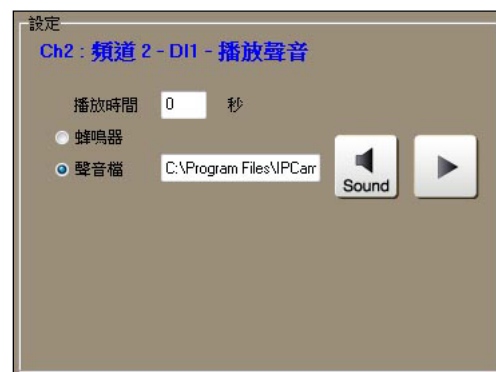 設定
Ch2 : 頻道 2 - DI1 - 播放聲音
播放時間 0 秒
蜂鳴器
聲音檔 C:\Program Files\IPCam
Sound